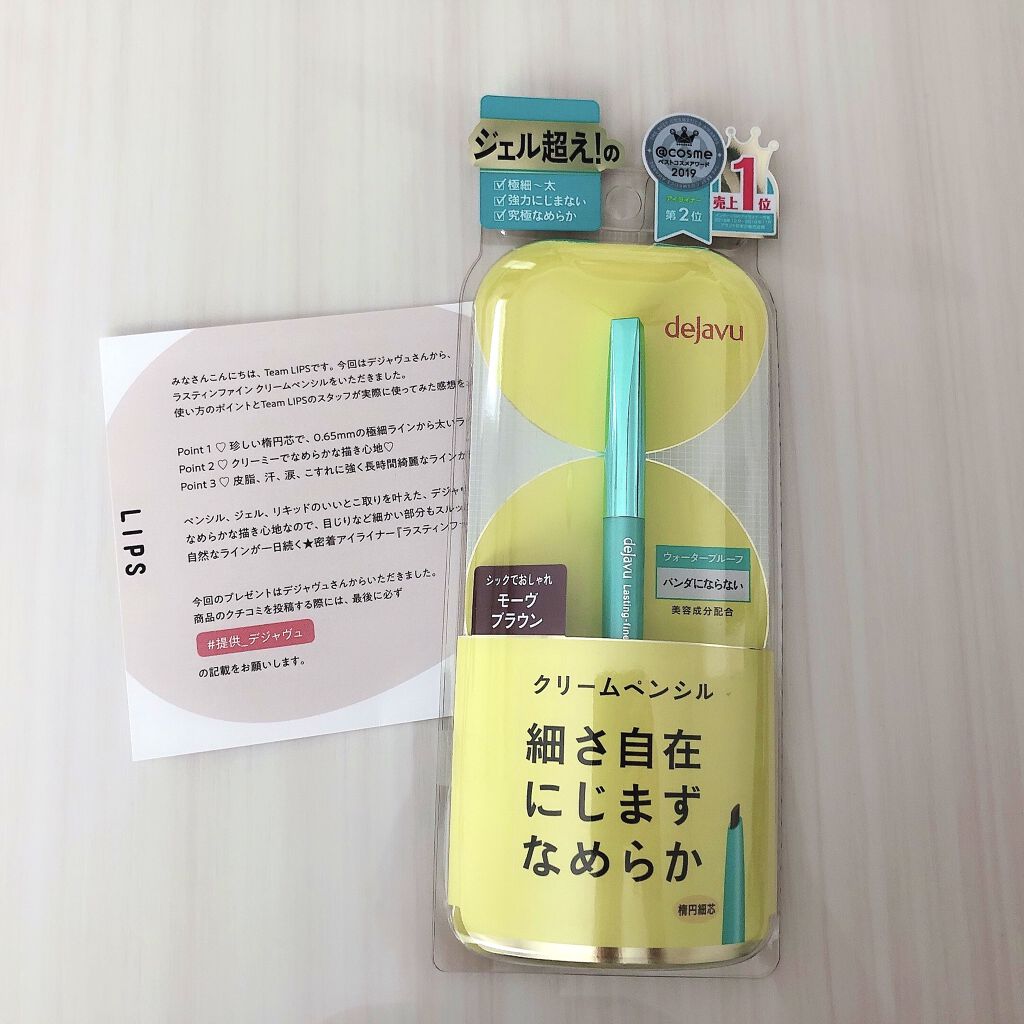 ジェル超え!の
極細～太
強力にじまない
究極なめらか
@cosme
ベストコスメアワード
2019
アイライナー
第2位
売上1位
dejavu
dejavu Lasting-fine
シックでおしゃれ
モーヴ
ブラウン
ウォータープルーフ
パンダにならない
美容成分配合
クリームペンシル
細さ自在
にじまず
なめらか
楕円細芯
LIPS
みなさんこんにちは、Team LIPSです。今回はデジャヴュさんから、
ラスティンファイン クリームペンシルをいただきました。
使い方のポイントとTeam LIPSのスタッフが実際に使ってみた感想を
Point 1 ♡ 珍しい楕円芯で、0.65mmの極細ラインから太いラ
Point 2 ♡ クリーミーでなめらかな描き心地♡
Point 3 ♡ 皮脂、汗、涙、こすれに強く長時間綺麗なラインが
ペンシル、ジェル、リキッドのいいとこ取りを叶えた、デジャ
なめらかな描き心地なので、目じりなど細かい部分もスルッ
自然なラインが一日続く★密着アイライナー『ラスティンファ
今回のプレゼントはデジャヴュさんからいただきました。
商品のクチコミを投稿する際には、最後に必ず
#提供_デジャヴュ
の記載をお願いします。